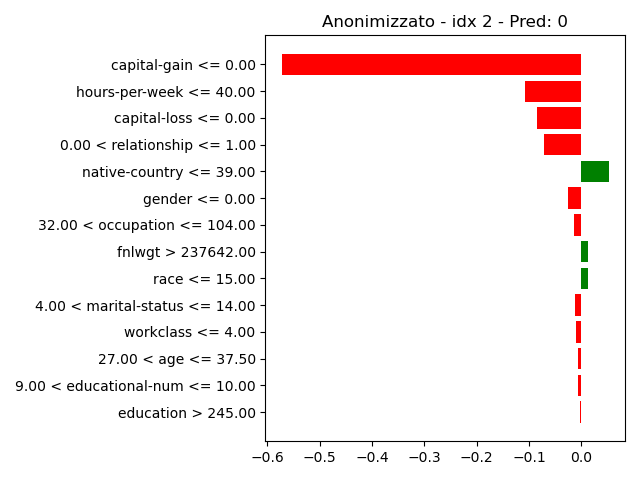 Anonimizzato - idx 2 - Pred: 0
capital-gain <= 0.00
hours-per-week <= 40.00
capital-loss <= 0.00
0.00 < relationship <= 1.00
native-country <= 39.00
gender <= 0.00
32.00 < occupation <= 104.00
fnlwgt > 237642.00
race <= 15.00
4.00 < marital-status <= 14.00
workclass <= 4.00
27.00 < age <= 37.50
9.00 < educational-num <= 10.00
education > 245.00
−0.6 −0.5 −0.4 −0.3 −0.2 −0.1 0.0